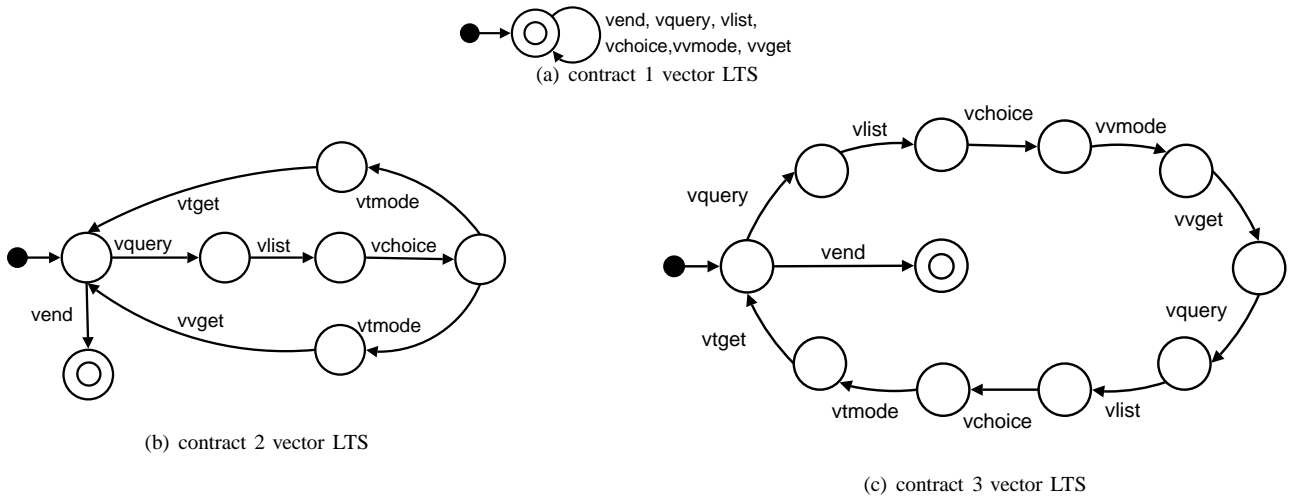 vend, vquery, vlist,
vchoice,vvmode, vvget
(a) contract 1 vector LTS
vtget
vtmode
vquery
vlist
vchoice
vend
vvget
vtmode
(b) contract 2 vector LTS
vchoice
vlist
vvmode
vquery
vvget
vend
vquery
vtget
vtmode
vchoice
vlist
(c) contract 3 vector LTS